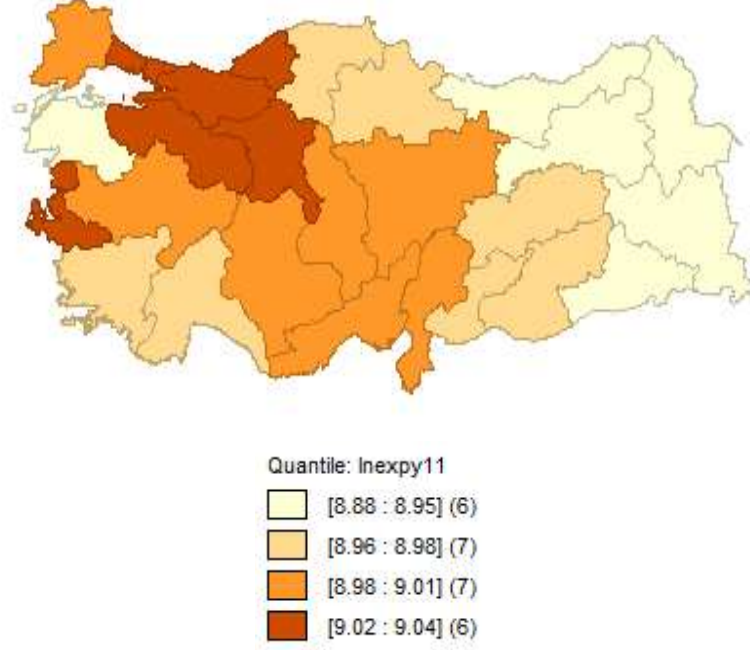 Quantile: lnexpy11
[8.88 : 8.95] (6)
[8.96 : 8.98] (7)
[8.98 : 9.01] (7)
[9.02 : 9.04] (6)